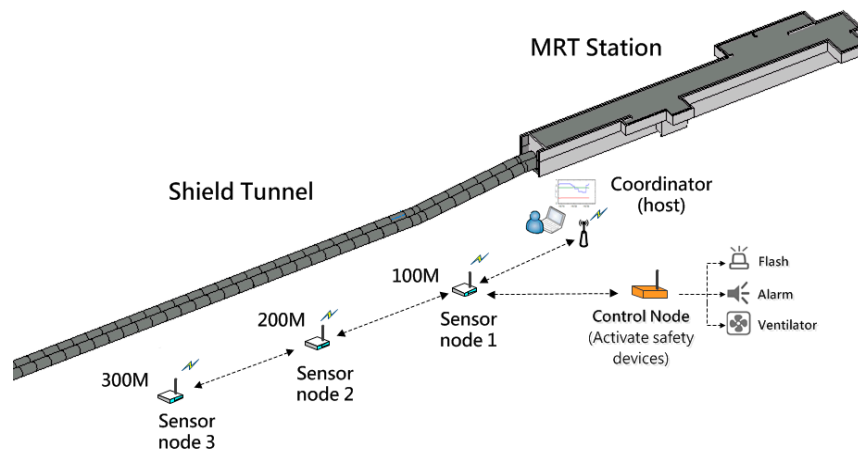 MRT Station
Shield Tunnel
Coordinator
(host)
100M
Sensor
node 1
200M
Sensor
node 2
300M
Sensor
node 3
Control Node
(Activate safety
devices)
Flash
Alarm
Ventilator